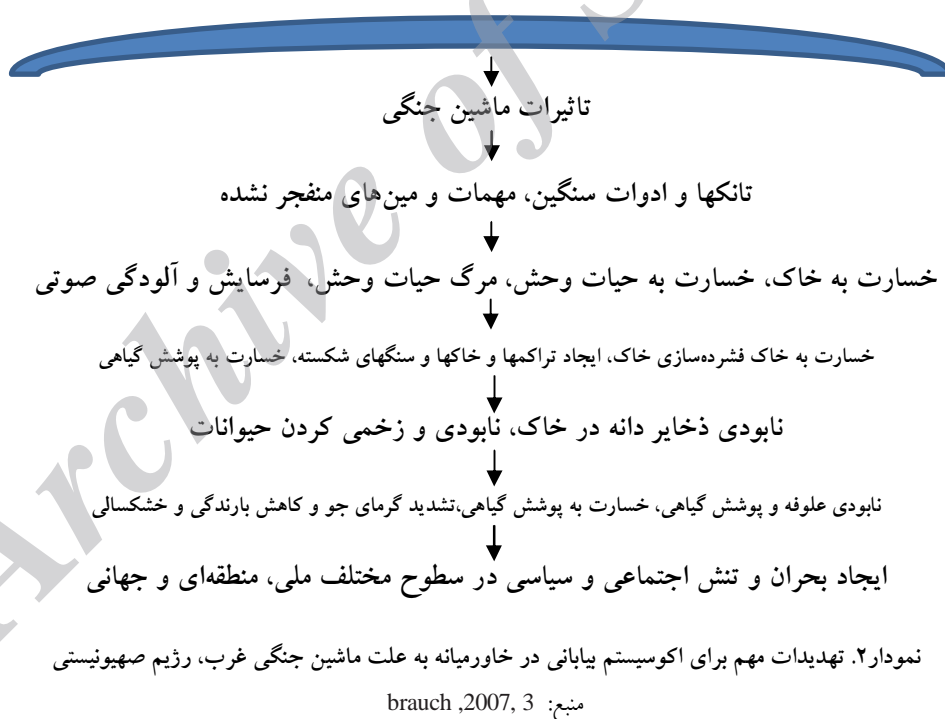 تاثیرات ماشین جنگی
تانکها و ادوات سنگین، مهمات و مین‌های منفجر نشده
خسارت به خاک، خسارت به حیات وحش، مرگ حیات وحش، فرسایش و آلودگی صوتی
خسارت به خاک فشرده‌سازی خاک، ایجاد تراکمها و خاکها و سنگهای شکسته، خسارت به پوشش گیاهی
نابودی ذخایر دانه در خاک، نابودی و زخمی کردن حیوانات
نابودی علوفه و پوشش گیاهی، خسارت به پوشش گیاهی،تشدید گرمای جو و کاهش بارندگی و خشکسالی
ایجاد بحران و تنش اجتماعی و سیاسی در سطوح مختلف ملی، منطقه‌ای و جهانی
نمودار۲. تهدیدات مهم برای اکوسیستم بیابانی در خاورمیانه به علت ماشین جنگی غرب، رژیم صهیونیستی
منبع: brauch ,2007, 3
Archive of S